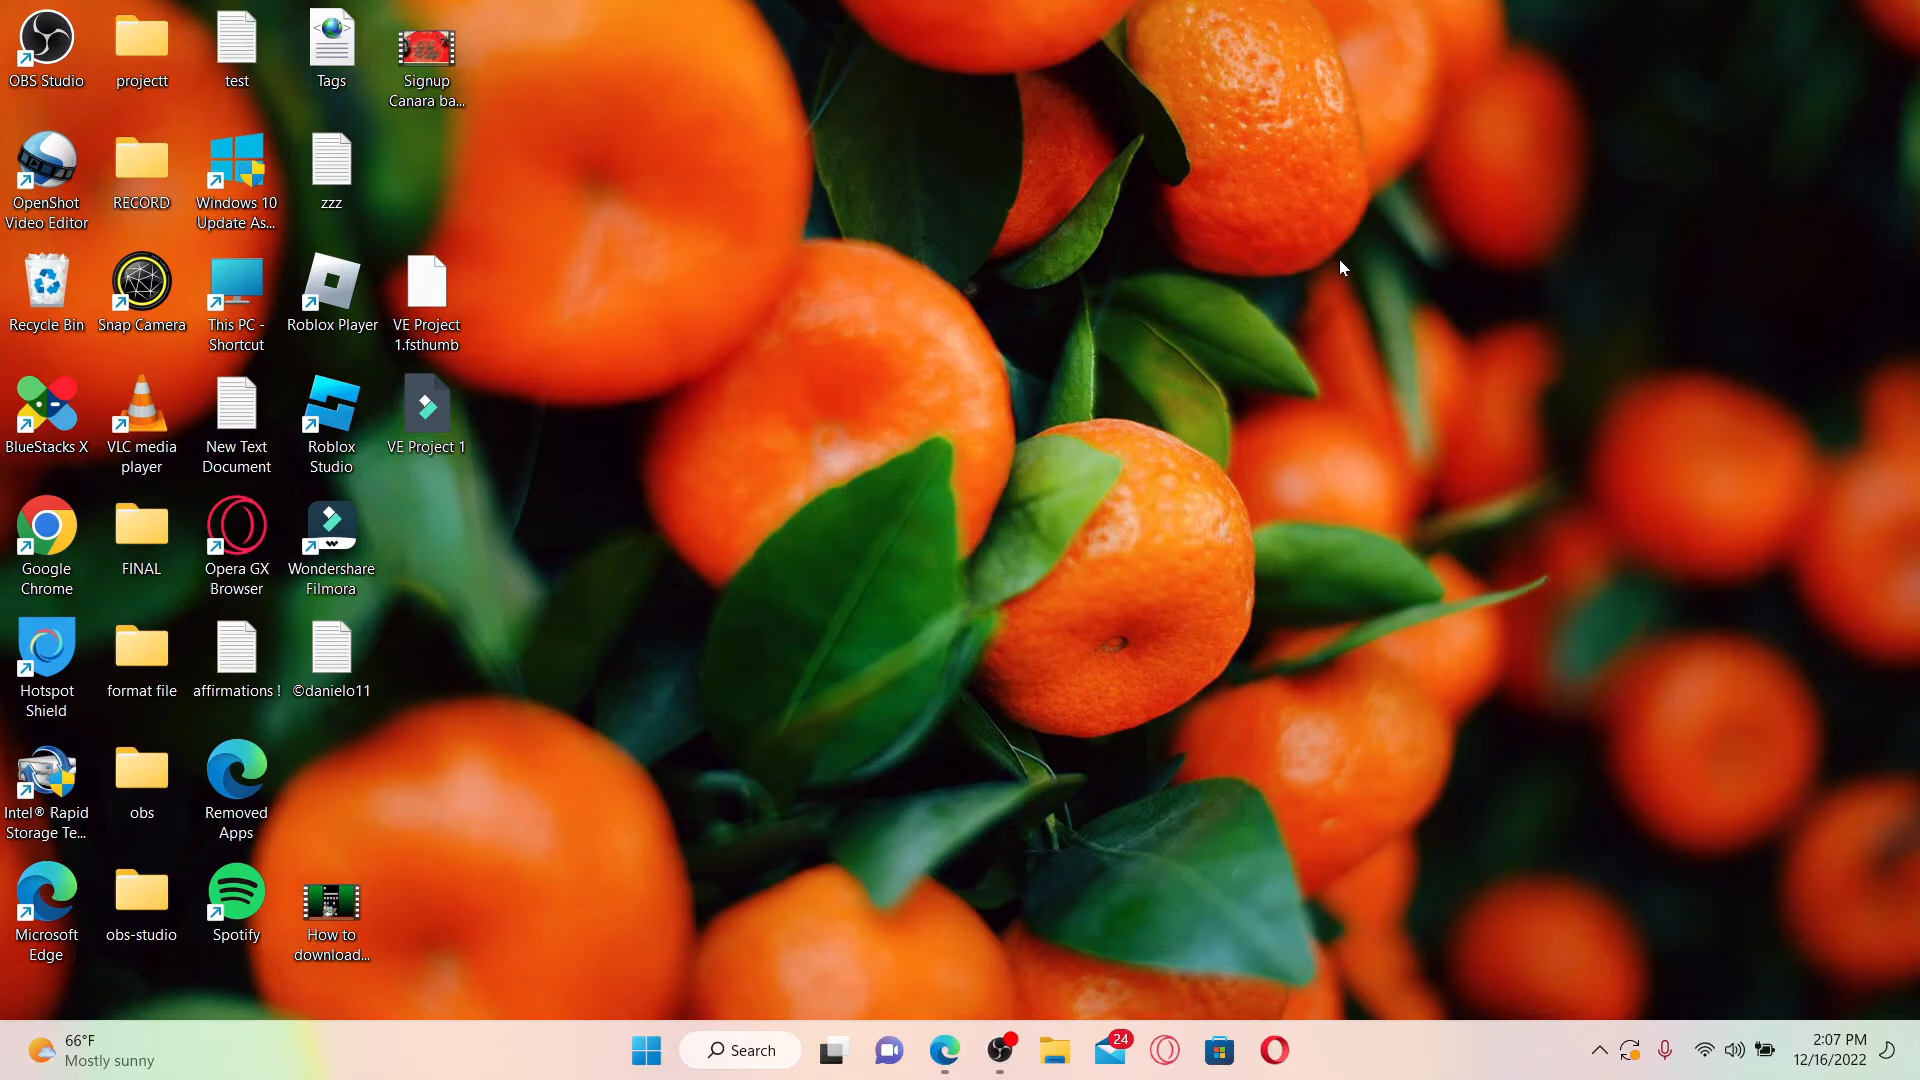 OBS Studio
projectt
test
Tags
Signup
Canara ba...
OpenShot
Video Editor
RECORD
Windows 10
Update As...
zzz
Recycle Bin
Snap Camera
This PC -
Shortcut
Roblox Player
VE Project
1.fsthumb
BlueStacks X
VLC media
player
New Text
Document
Roblox
Studio
VE Project 1
Google
Chrome
FINAL
Opera GX
Browser
Wondershare
Filmora
Hotspot
Shield
format file
affirmations !
©danielo11
Intel® Rapid
Storage Te...
obs
Removed
Apps
Microsoft
Edge
obs-studio
Spotify
How to
download...
66°F
Mostly sunny
Search
24
2:07 PM
12/16/2022